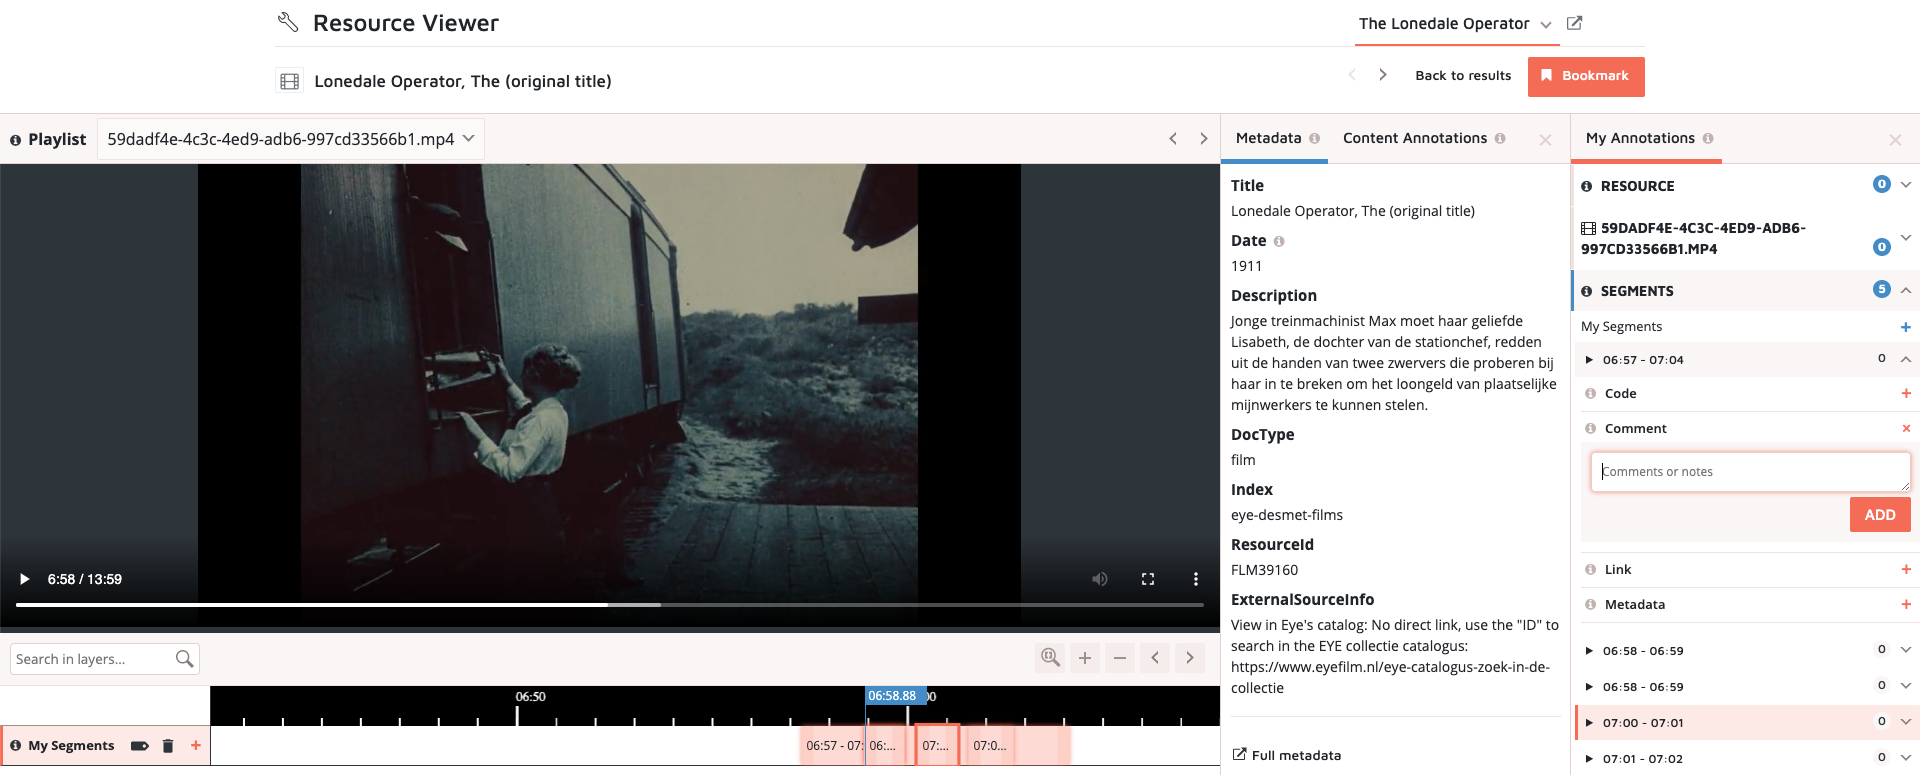 Resource Viewer
The Lonedale Operator
Lonedale Operator, The (original title)
Back to results
Bookmark
Playlist
59dadf4e-4c3c-4ed9-adb6-997cd33566b1.mp4
6:58 / 13:59
Search in layers...
06:50
06:58.88
00
My Segments
06:57 - 07:
06:...
07:...
07:0...
Metadata
Content Annotations
Title
Lonedale Operator, The (original title)
Date
1911
Description
Jonge treinmachinist Max moet haar geliefde
Lisabeth, de dochter van de stationchef, redden
uit de handen van twee zwervers die proberen bij
haar in te breken om het loongeld van plaatselijke
mijnwerkers te kunnen stelen.
DocType
film
Index
eye-desmet-films
ResourceId
FLM39160
ExternalSourceInfo
View in Eye's catalog: No direct link, use the "ID" to
search in the EYE collectie catalogus:
https://www.eyefilm.nl/eye-catalogus-zoek-in-de-
collectie
Full metadata
My Annotations
RESOURCE 0
59DADF4E-4C3C-4ED9-ADB6-
997CD33566B1.MP4 0
SEGMENTS 5
My Segments
06:57 - 07:04 0
Code
Comment
Comments or notes
ADD
Link
Metadata
06:58 - 06:59 0
06:58 - 06:59 0
07:00 - 07:01 0
07:01 - 07:02 0